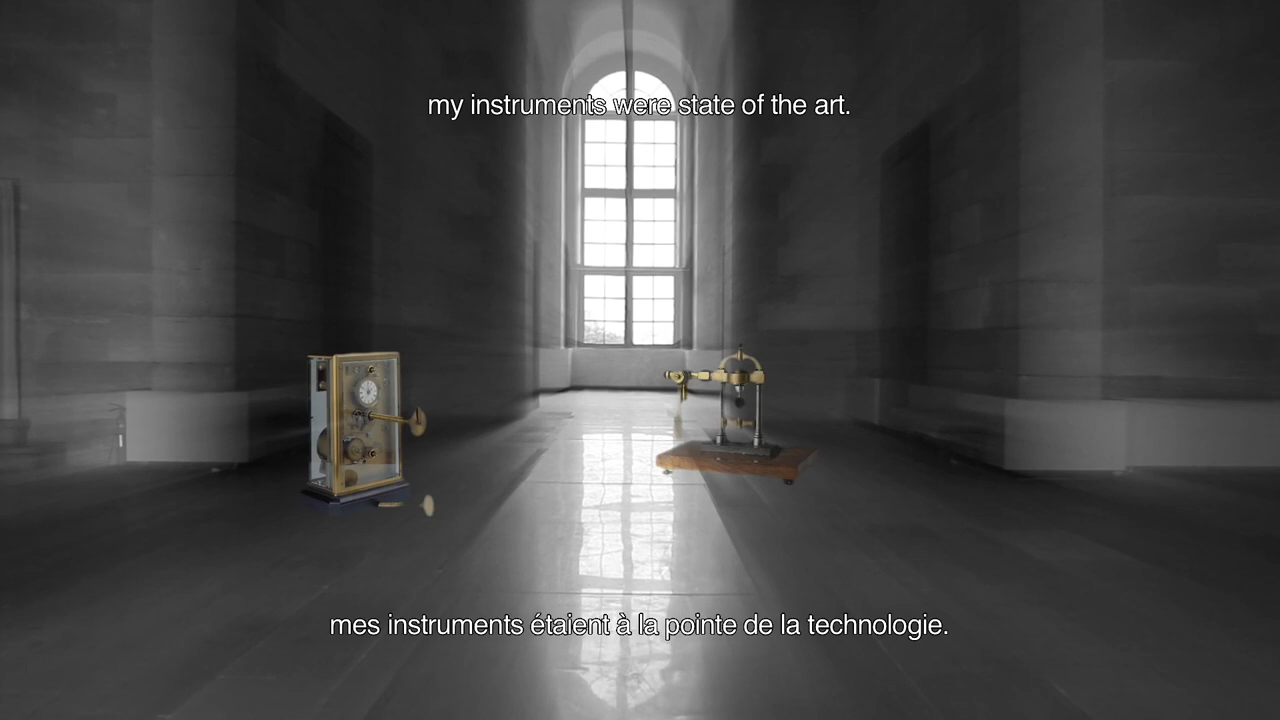 my instruments were state of the art.
mes instruments étaient à la pointe de la technologie.